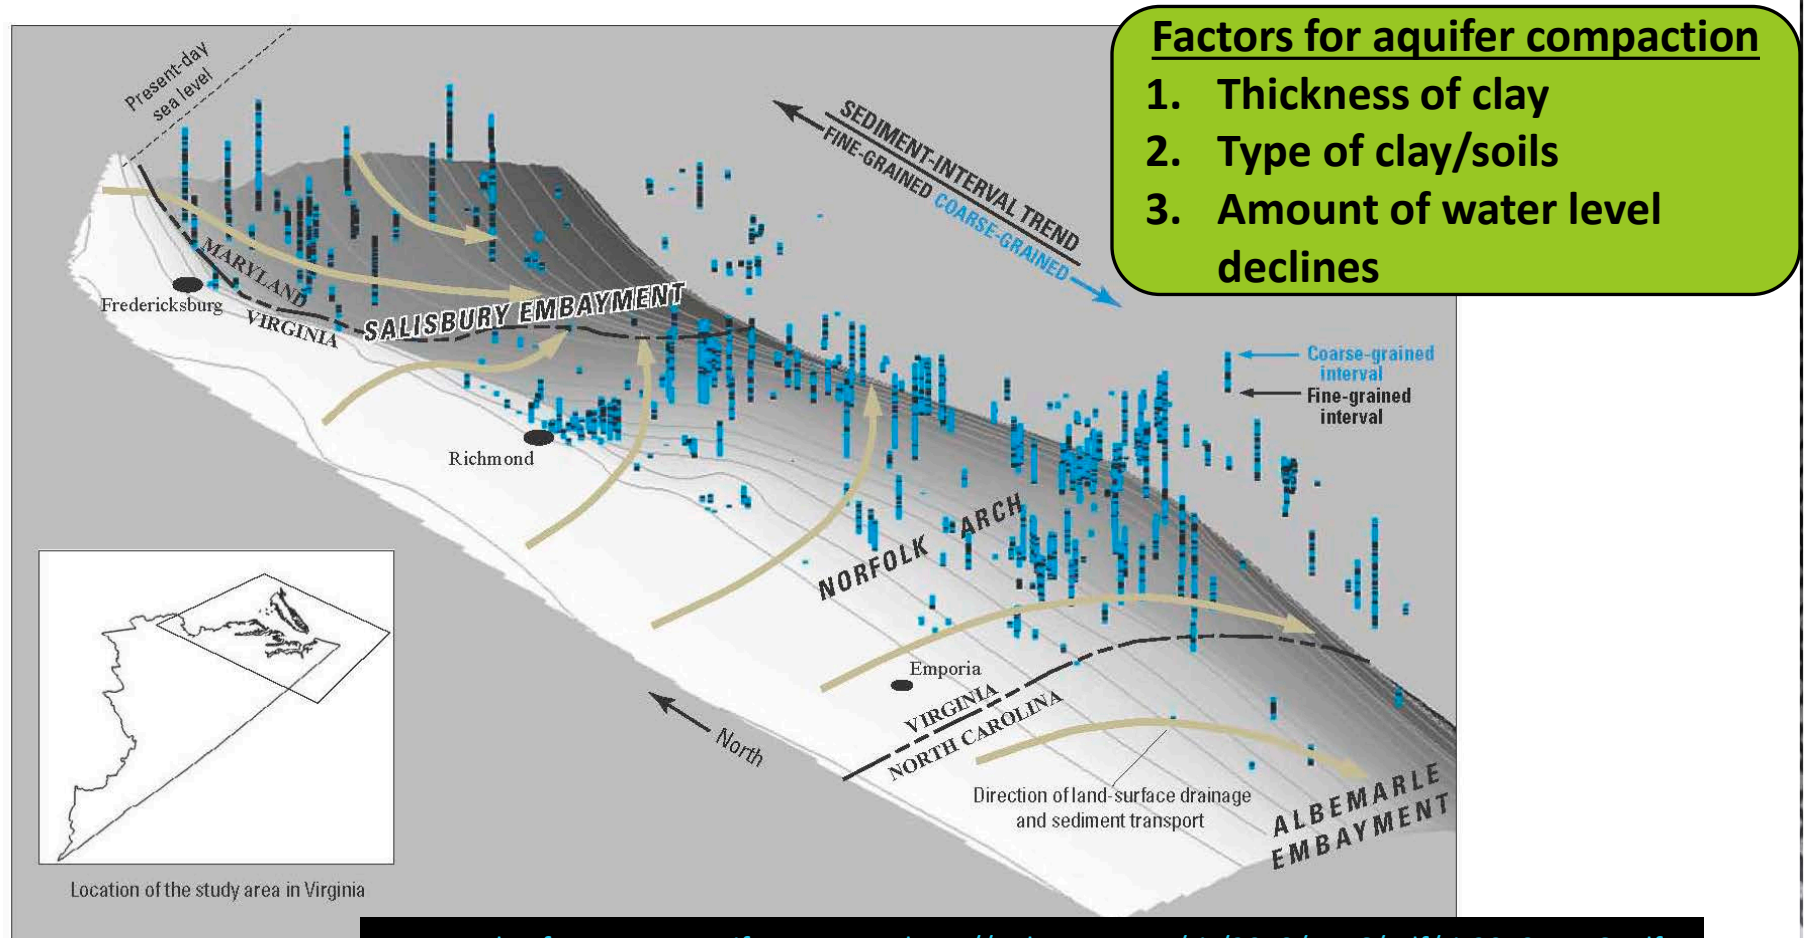 Factors for aquifer compaction
1. Thickness of clay
2. Type of clay/soils
3. Amount of water level
declines
Present-day
sea level
SEDIMENT-INTERVAL TREND
FINE-GRAINED COARSE-GRAINED
MARYLAND
VIRGINIA
Fredericksburg
SALISBURY EMBAYMENT
Coarse-grained
interval
Fine-grained
interval
Richmond
NORFOLK ARCH
Emporia
VIRGINIA
NORTH CAROLINA
North
Direction of land-surface drainage
and sediment transport
ALBEMARLE
EMBAYMENT
Location of the study area in Virginia